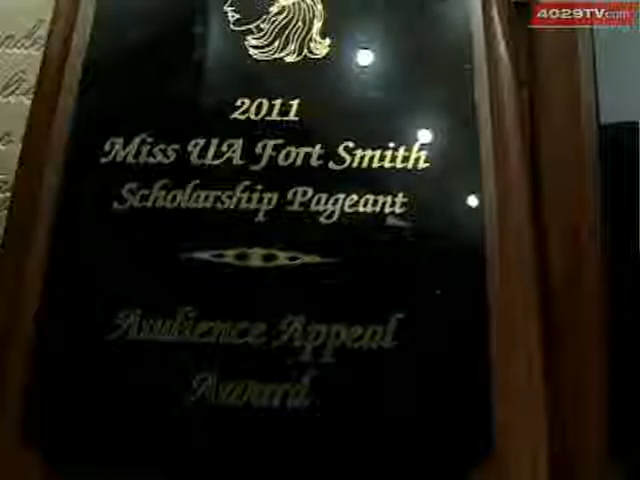 4029TV.com
2011
Miss UA Fort Smith
Scholarship Pageant
Audience Appeal
Award